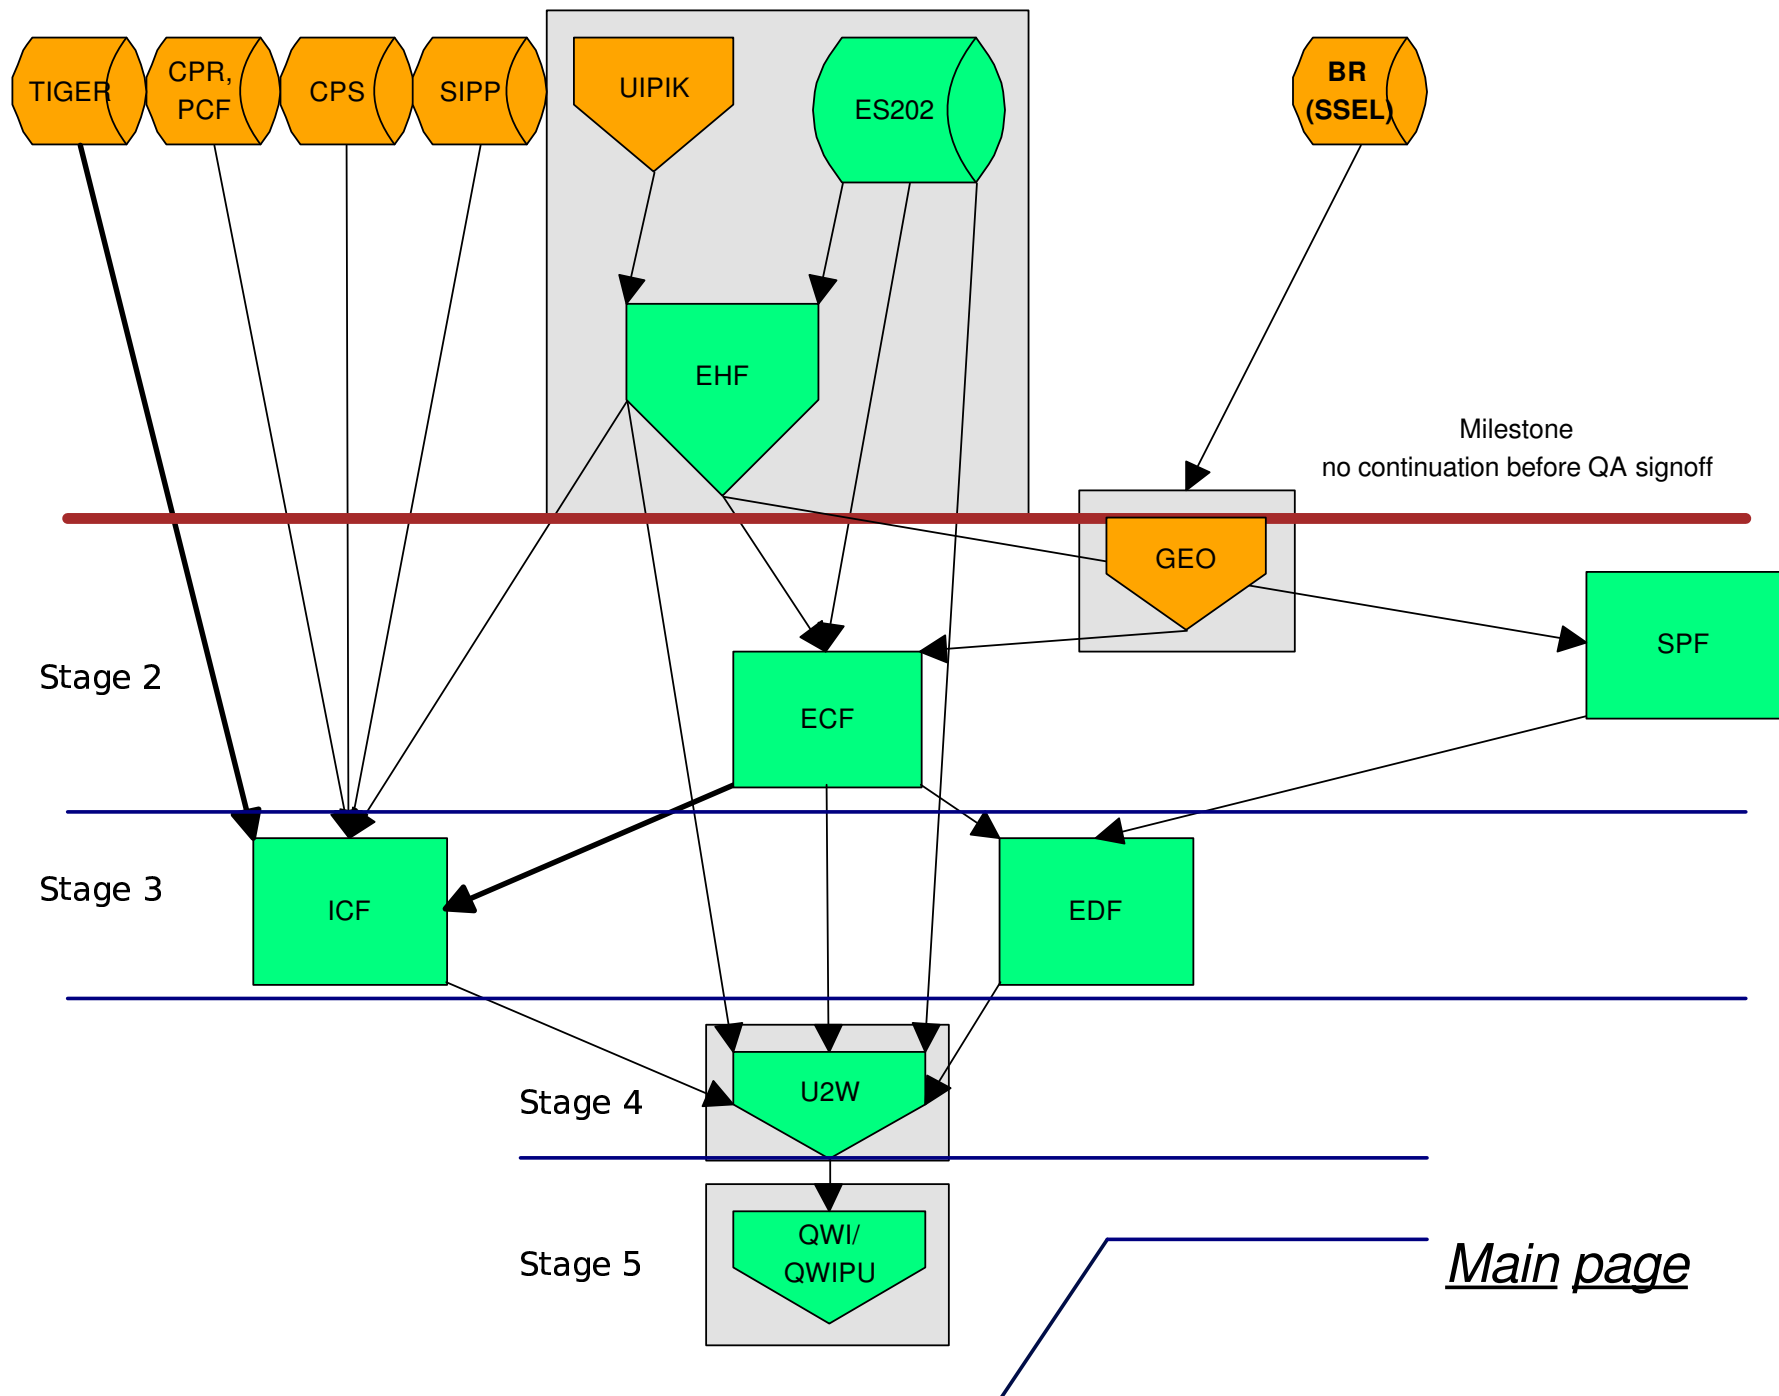 TIGER
CPR,
PCF
CPS
SIPP
UIPIK
ES202
BR
(SSEL)
EHF
Milestone
no continuation before QA signoff
GEO
SPF
Stage 2
ECF
Stage 3
ICF
EDF
Stage 4
U2W
Stage 5
QWI/
QWIPU
Main page